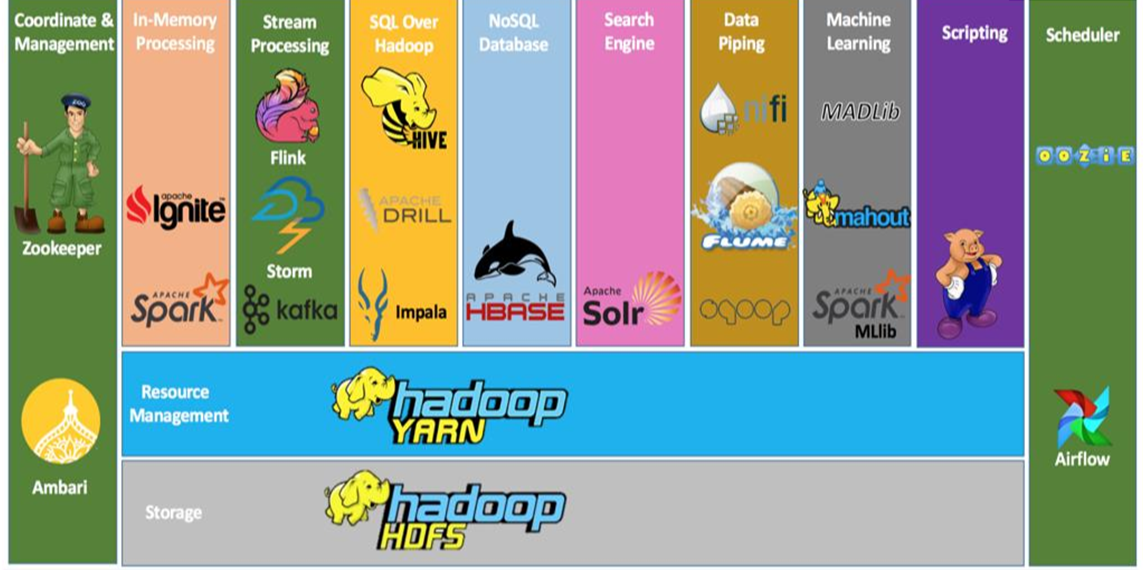 Coordinate &
Management
Zookeeper
Ambari
In-Memory
Processing
apache
Ignite
APACHE
Spark
Stream
Processing
Flink
Storm
kafka
SQL Over
Hadoop
HIVE
APACHE
DRILL
Impala
NoSQL
Database
APACHE
HBASE
Search
Engine
Apache
Solr
Data
Piping
nifi
FLUME
sqoop
Machine
Learning
MADLib
mahout
APACHE
Spark
MLlib
Scripting
Scheduler
OOZIE
Airflow
Resource
Management
hadoop
YARN
Storage
hadoop
HDFS